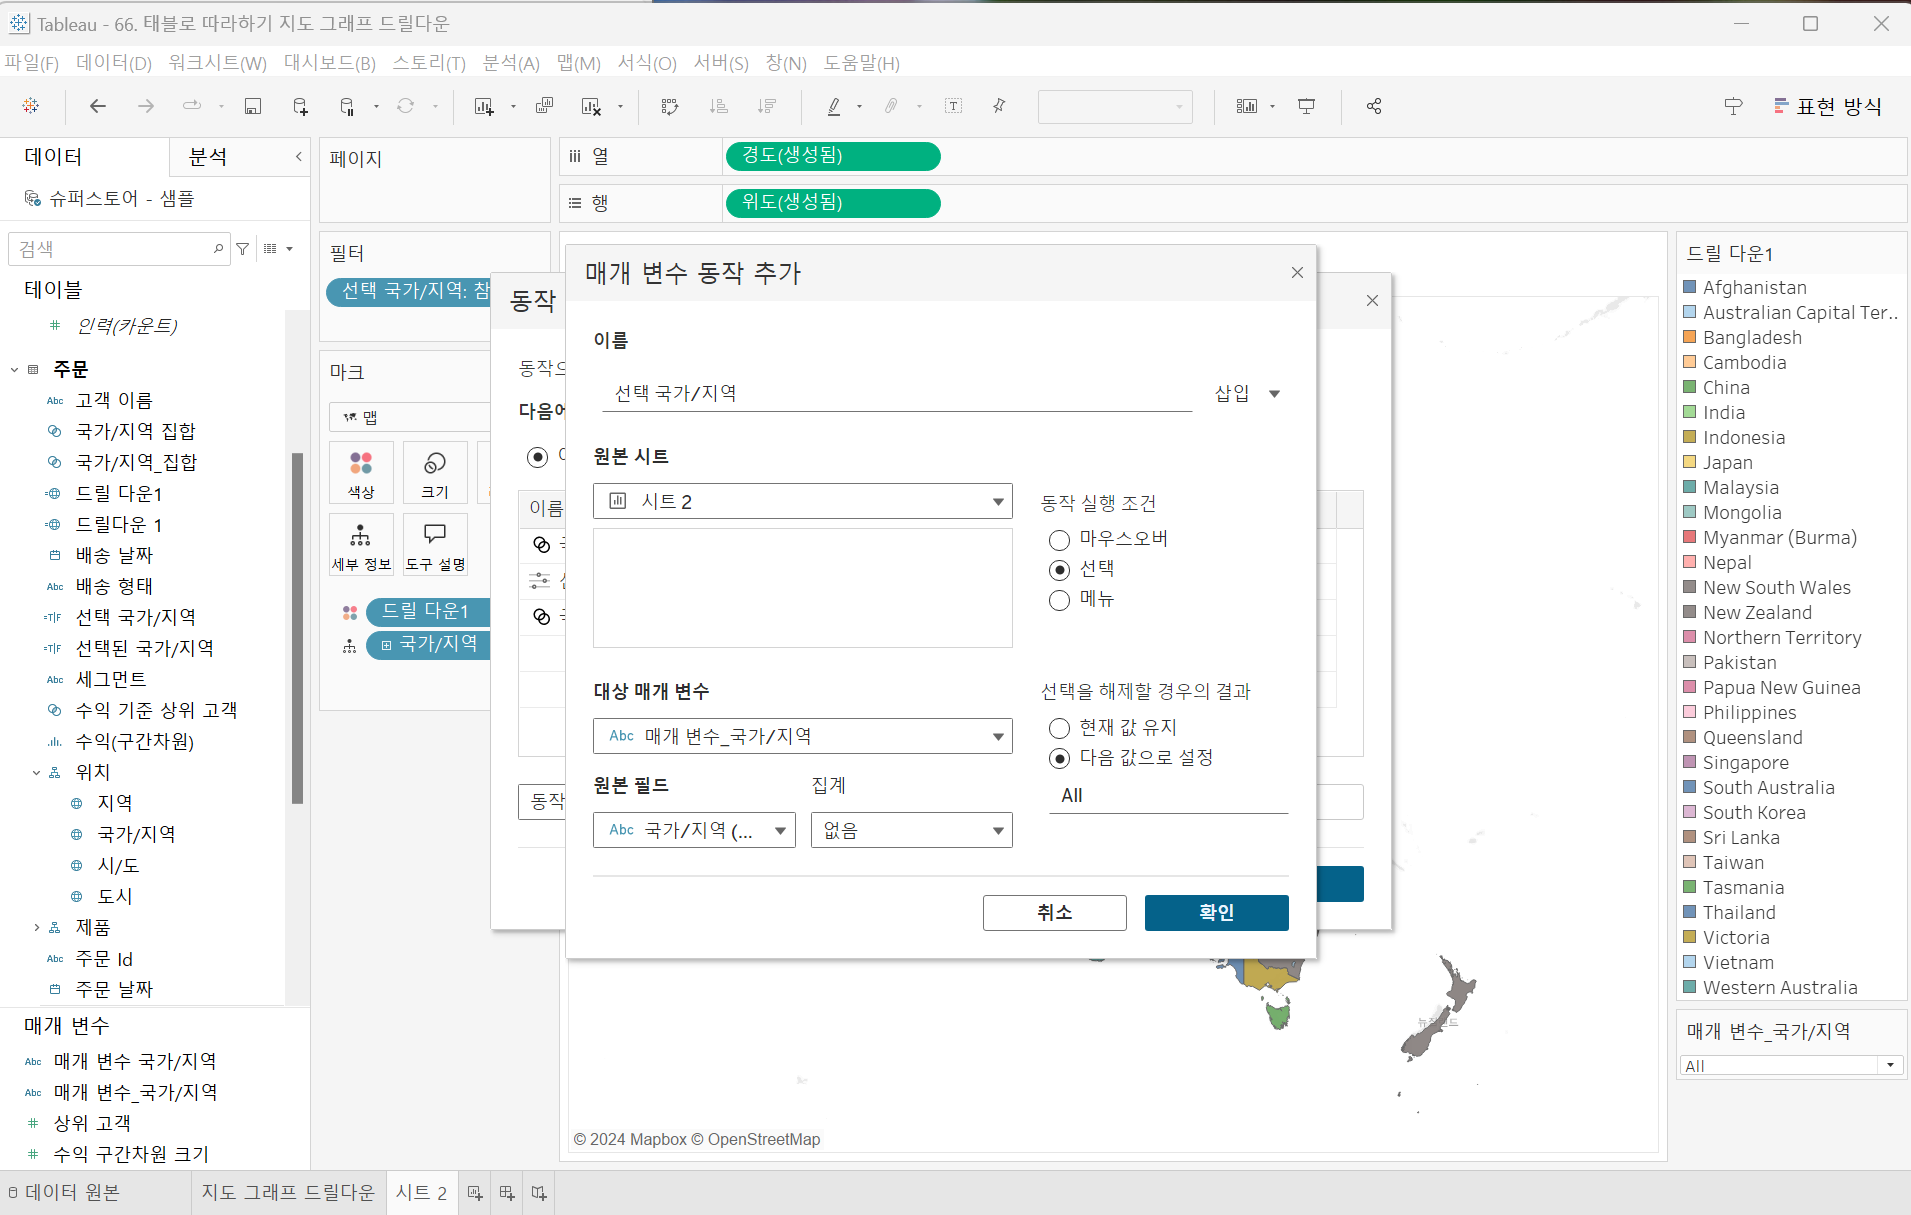 Tableau - 66. 태블로 따라하기 지도 그래프 드릴다운
파일(F) 데이터(D) 워크시트(W) 대시보드(B) 스토리(T) 분석(A) 맵(M) 서식(O) 서버(S) 창(N) 도움말(H)
표현 방식
데이터 분석
슈퍼스토어 - 샘플
검색
테이블
인력(카운트)
주문
Abc 고객 이름
국가/지역 집합
국가/지역_집합
드릴 다운1
드릴다운 1
배송 날짜
Abc 배송 형태
=T|F 선택 국가/지역
=T|F 선택된 국가/지역
Abc 세그먼트
수익 기준 상위 고객
수익(구간차원)
위치
지역
국가/지역
시/도
도시
제품
Abc 주문 Id
주문 날짜
매개 변수
Abc 매개 변수 국가/지역
Abc 매개 변수_국가/지역
# 상위 고객
# 수익 구간차원 크기
페이지
필터
선택 국가/지역: 참
마크
맵
색상 크기
세부 정보 도구 설명
드릴 다운1
국가/지역
열 경도(생성됨)
행 위도(생성됨)
동작
동작으
다음에
이름
동작
매개 변수 동작 추가
이름
선택 국가/지역 삽입
원본 시트
시트 2
동작 실행 조건
마우스오버
선택
메뉴
대상 매개 변수
Abc 매개 변수_국가/지역
선택을 해제할 경우의 결과
현재 값 유지
다음 값으로 설정
All
원본 필드 집계
Abc 국가/지역 (... 없음
취소 확인
© 2024 Mapbox © OpenStreetMap
드릴 다운1
Afghanistan
Australian Capital Ter..
Bangladesh
Cambodia
China
India
Indonesia
Japan
Malaysia
Mongolia
Myanmar (Burma)
Nepal
New South Wales
New Zealand
Northern Territory
Pakistan
Papua New Guinea
Philippines
Queensland
Singapore
South Australia
South Korea
Sri Lanka
Taiwan
Tasmania
Thailand
Victoria
Vietnam
Western Australia
매개 변수_국가/지역
All
데이터 원본 지도 그래프 드릴다운 시트 2